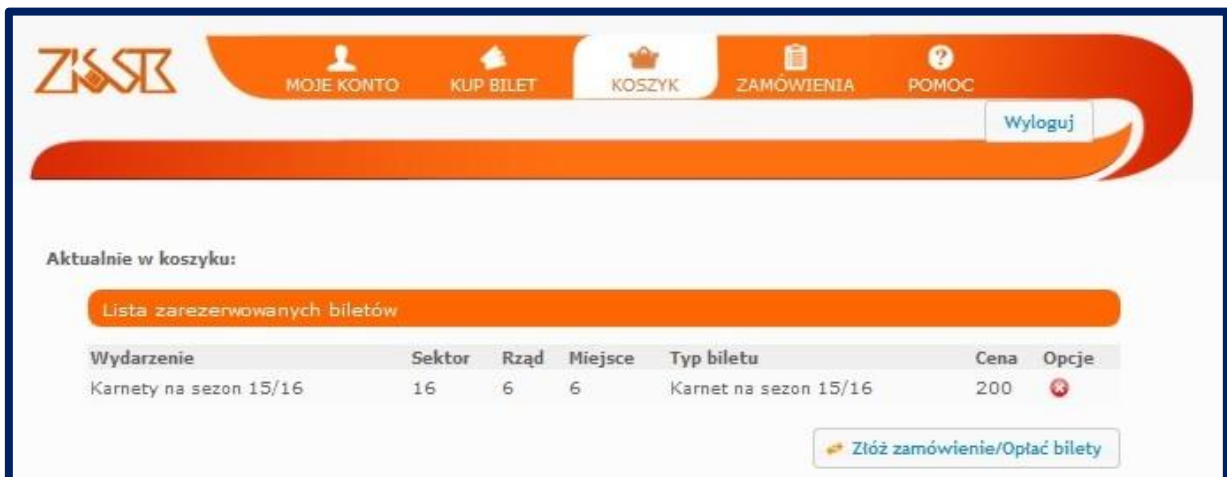 MOJE KONTO KUP BILET KOSZYK ZAMÓWIENIA POMOC
Wyloguj
Aktualnie w koszyku:
Lista zarezerwowanych biletów
Wydarzenie Sektor Rząd Miejsce Typ biletu Cena Opcje
Karnety na sezon 15/16 16 6 6 Karnet na sezon 15/16 200
Złóż zamówienie/Opłać bilety